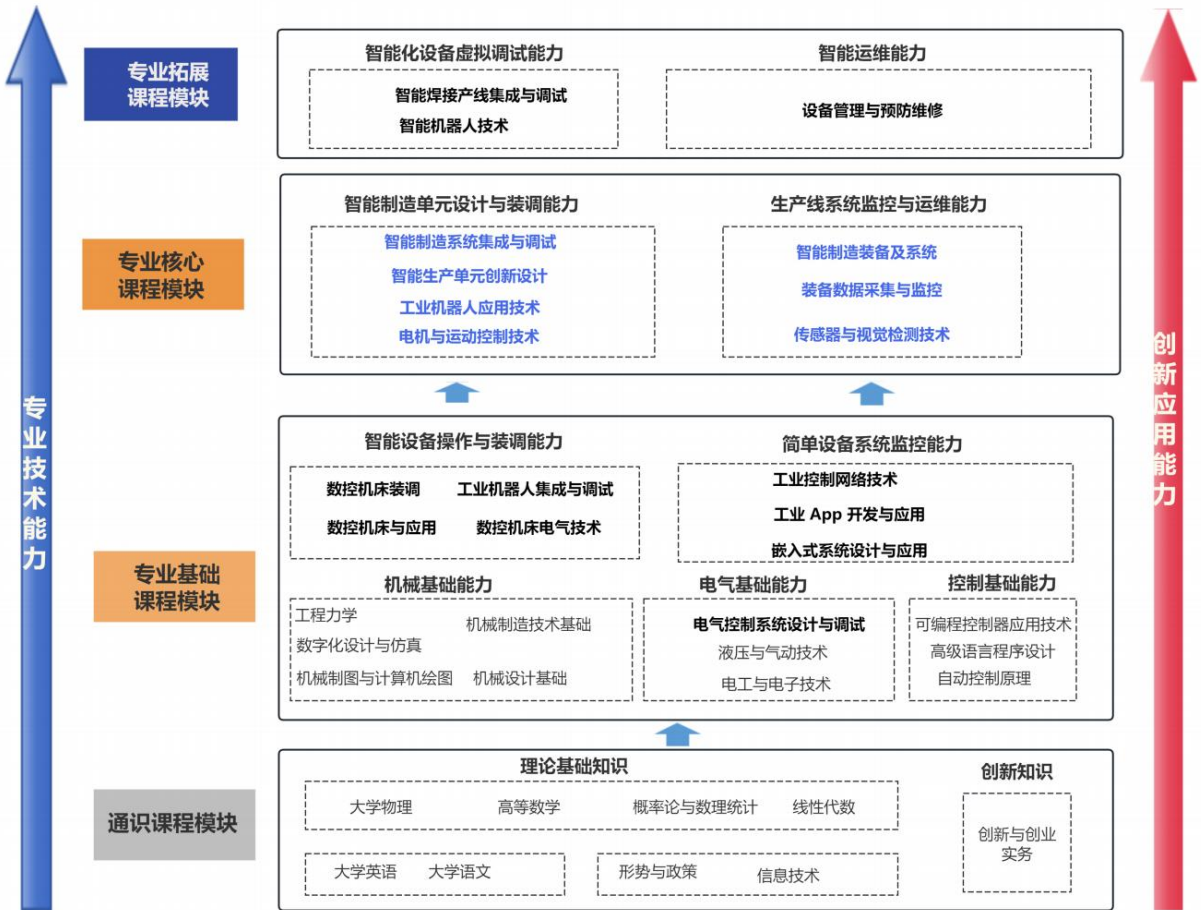 专业拓展
课程模块
智能化设备虚拟调试能力
智能焊接产线集成与调试
智能机器人技术
智能运维能力
设备管理与预防维修
专业核心
课程模块
智能制造单元设计与装调能力
智能制造系统集成与调试
智能生产单元创新设计
工业机器人应用技术
电机与运动控制技术
生产线系统监控与运维能力
智能制造装备及系统
装备数据采集与监控
传感器与视觉检测技术
专业技术能力
创新应用能力
专业基础
课程模块
智能设备操作与装调能力
数控机床装调 工业机器人集成与调试
数控机床与应用 数控机床电气技术
简单设备系统监控能力
工业控制网络技术
工业 App 开发与应用
嵌入式系统设计与应用
机械基础能力
工程力学
机械制造技术基础
数字化设计与仿真
机械制图与计算机绘图 机械设计基础
电气基础能力
电气控制系统设计与调试
液压与气动技术
电工与电子技术
控制基础能力
可编程控制器应用技术
高级语言程序设计
自动控制原理
通识课程模块
理论基础知识
大学物理 高等数学 概率论与数理统计 线性代数
大学英语 大学语文
形势与政策 信息技术
创新知识
创新与创业
实务